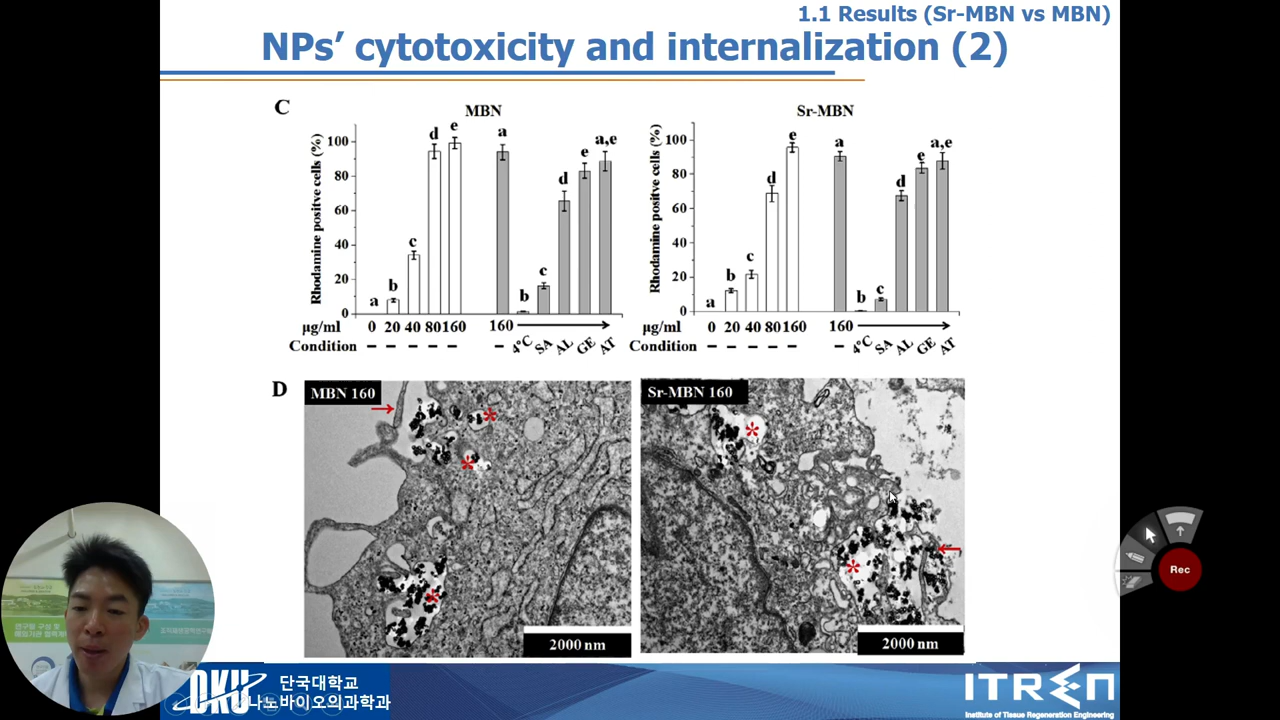 1.1 Results (Sr-MBN vs MBN)
NPs’ cytotoxicity and internalization (2)
C
MBN
Rhodamine positve cells (%)
100
80
60
40
20
0
a
b
c
d
e
a
b
c
d
e
a,e
µg/ml
0 20 40 80 160 160
4°C SA AL GE AT
Condition
– – – – – –
Sr-MBN
Rhodamine positve cells (%)
100
80
60
40
20
0
a
b
c
d
e
a
b
c
d
e
a,e
µg/ml
0 20 40 80 160 160
4°C SA AL GE AT
Condition
– – – – – –
D
MBN 160
2000 nm
Sr-MBN 160
2000 nm
Rec
DKU
단국대학교
나노바이오의과학과
ITREN
Institute of Tissue Regeneration Engineering